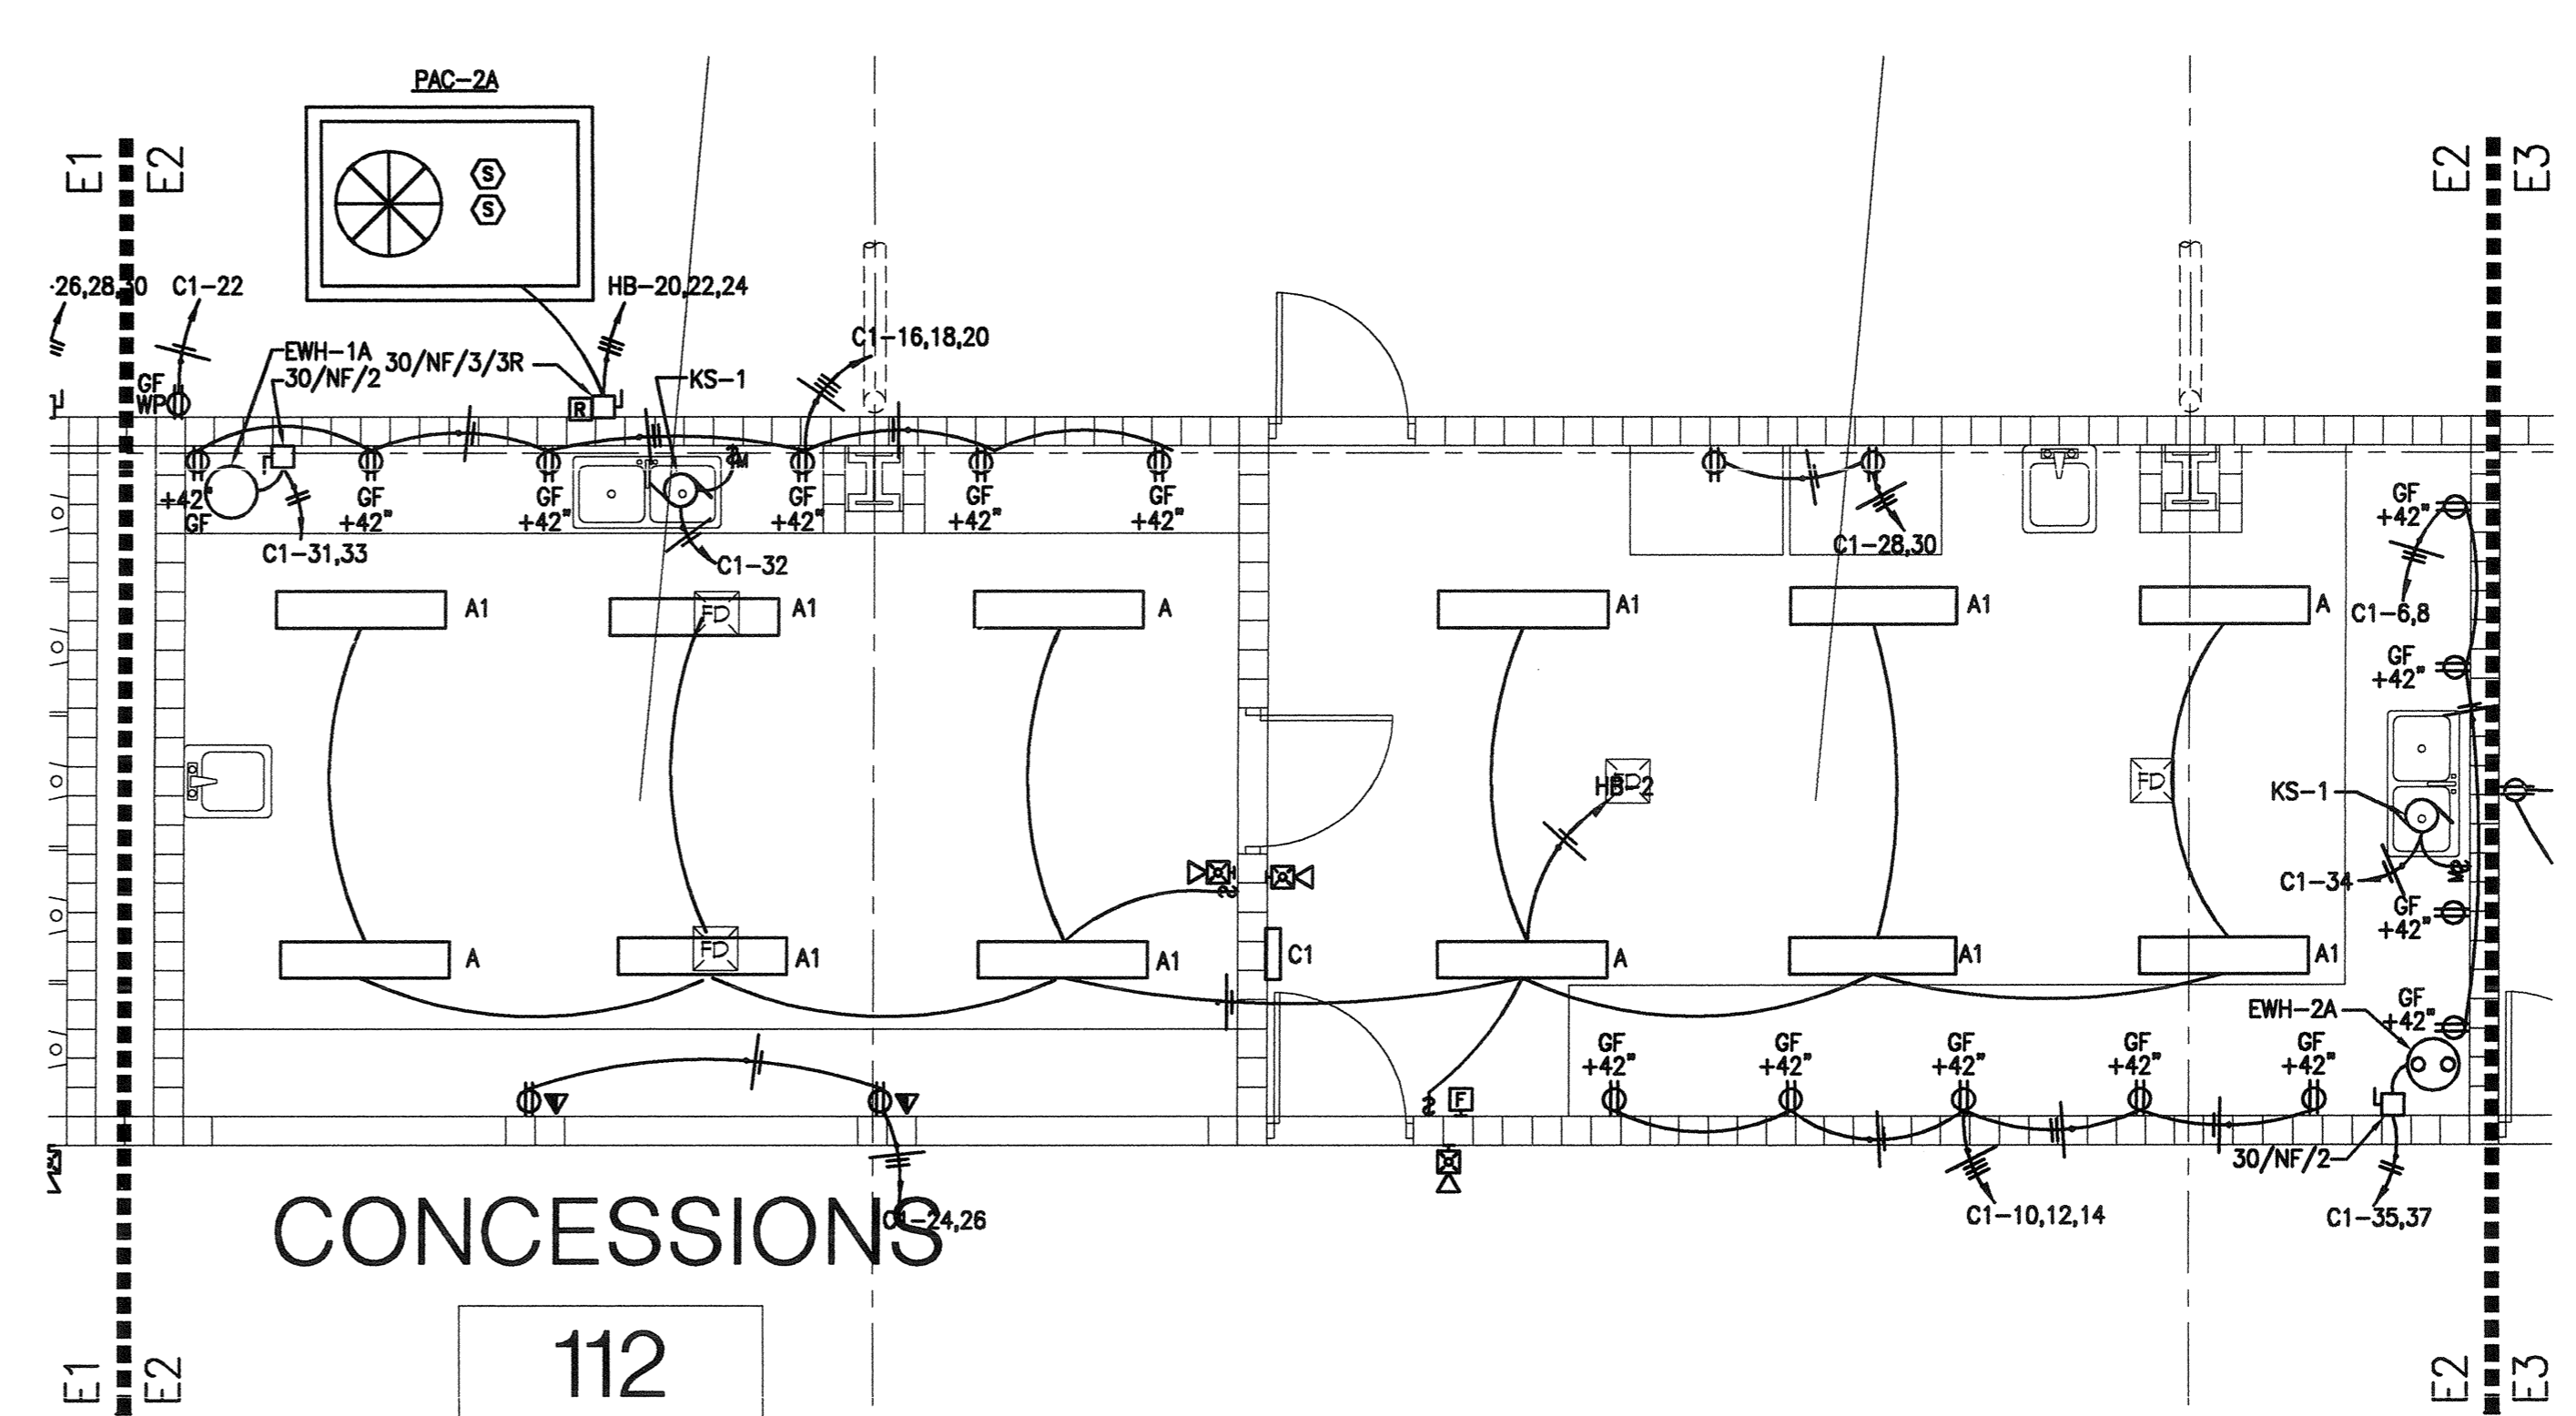 PAC-2A
E1
E2
E2
E3
S
S
-26,28,30
C1-22
HB-20,22,24
C1-16,18,20
EWH-1A
30/NF/2
30/NF/3/3R
KS-1
GF
WP
R
+42"
GF
GF
+42"
GF
+42"
GF
+42"
GF
+42"
GF
+42"
GF
+42"
C1-31,33
C1-32
C1-28,30
C1-6,8
A1
FD
A1
A
A1
A1
A
GF
+42"
FD
HB-2
FD
KS-1
C1-34
GF
+42"
A
FD
A1
A1
C1
A
A1
A1
EWH-2A
GF
+42"
GF
+42"
GF
+42"
GF
+42"
GF
+42"
GF
+42"
F
30/NF/2
C1-24,26
C1-10,12,14
C1-35,37
CONCESSIONS
112
E1
E2
E2
E3